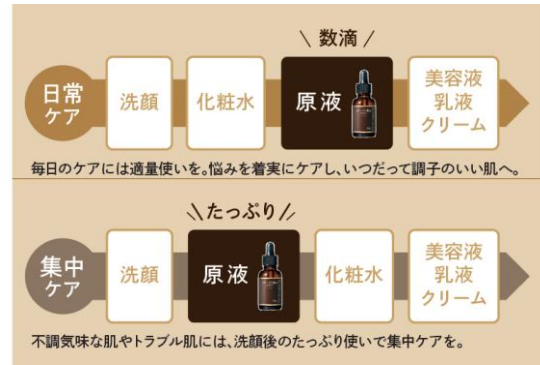 数滴
日常
ケア
洗顔
化粧水
原液
美容液
乳液
クリーム
毎日のケアには適量使いを。悩みを着実にケアし、いつだって調子のいい肌へ。
たっぷり
集中
ケア
洗顔
原液
化粧水
美容液
乳液
クリーム
不調気味な肌やトラブル肌には、洗顔後のたっぷり使いで集中ケアを。